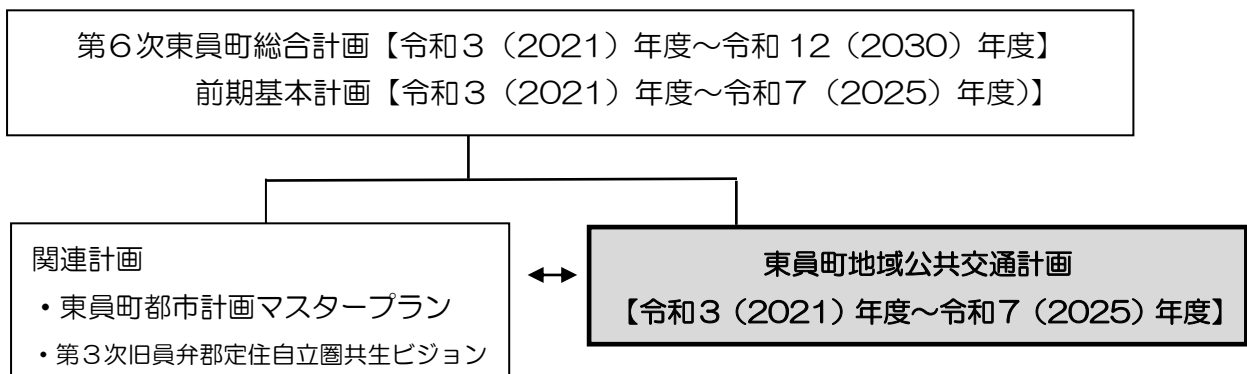 第６次東員町総合計画【令和３（2021）年度～令和 12（2030）年度】
前期基本計画【令和３（2021）年度～令和７（2025）年度)】
関連計画
・東員町都市計画マスタープラン
・第３次旧員弁郡定住自立圏共生ビジョン
東員町地域公共交通計画
【令和３（2021）年度～令和７（2025）年度】